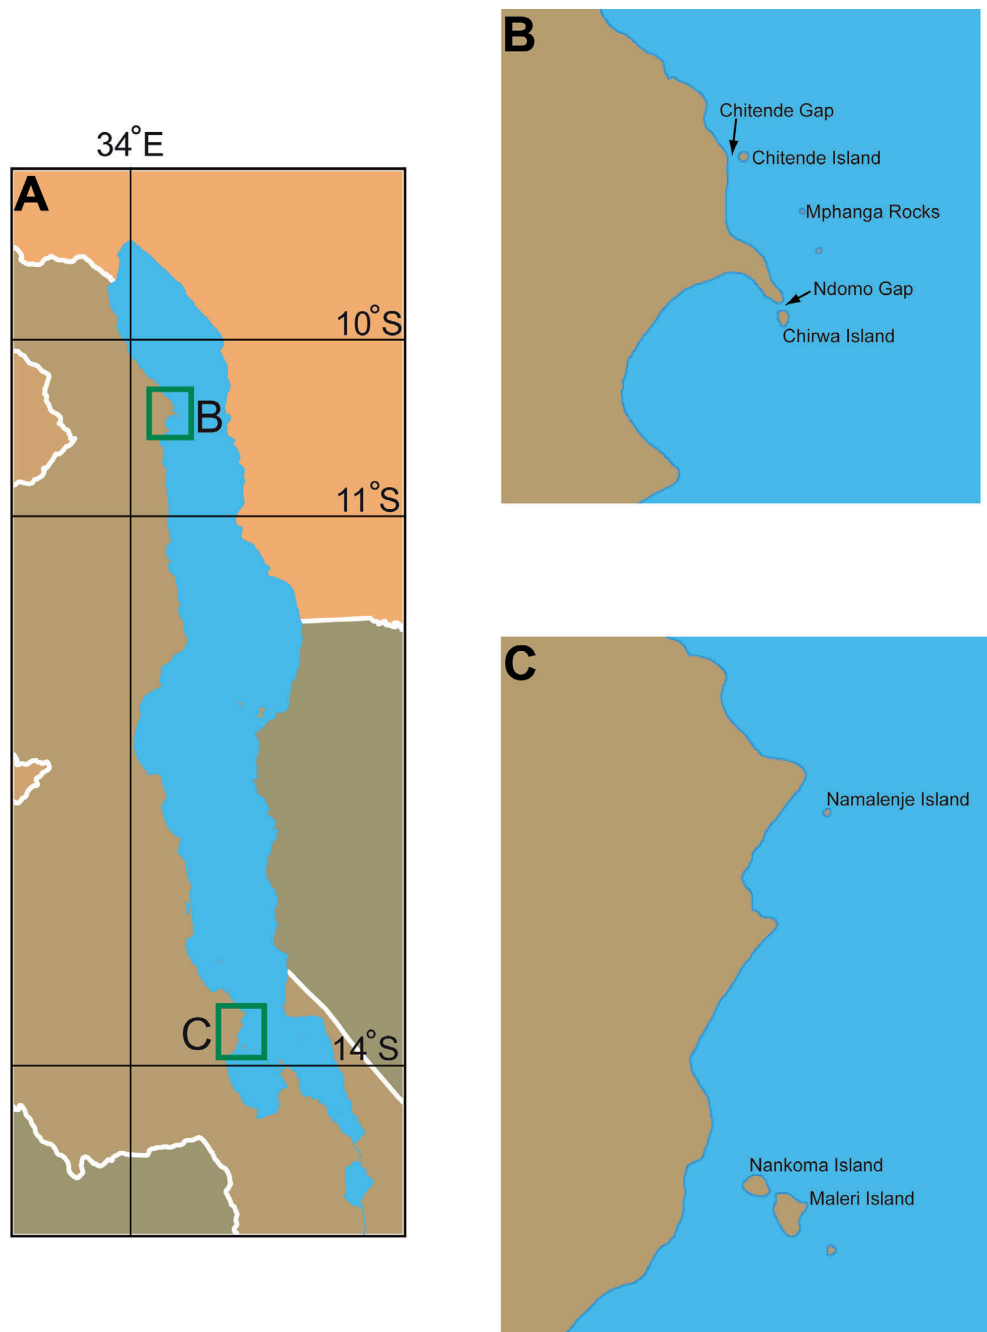 34°E
A
10°S
B
11°S
C
14°S
B
Chitende Gap
Chitende Island
Mphanga Rocks
Ndomo Gap
Chirwa Island
C
Namalenje Island
Nankoma Island
Maleri Island